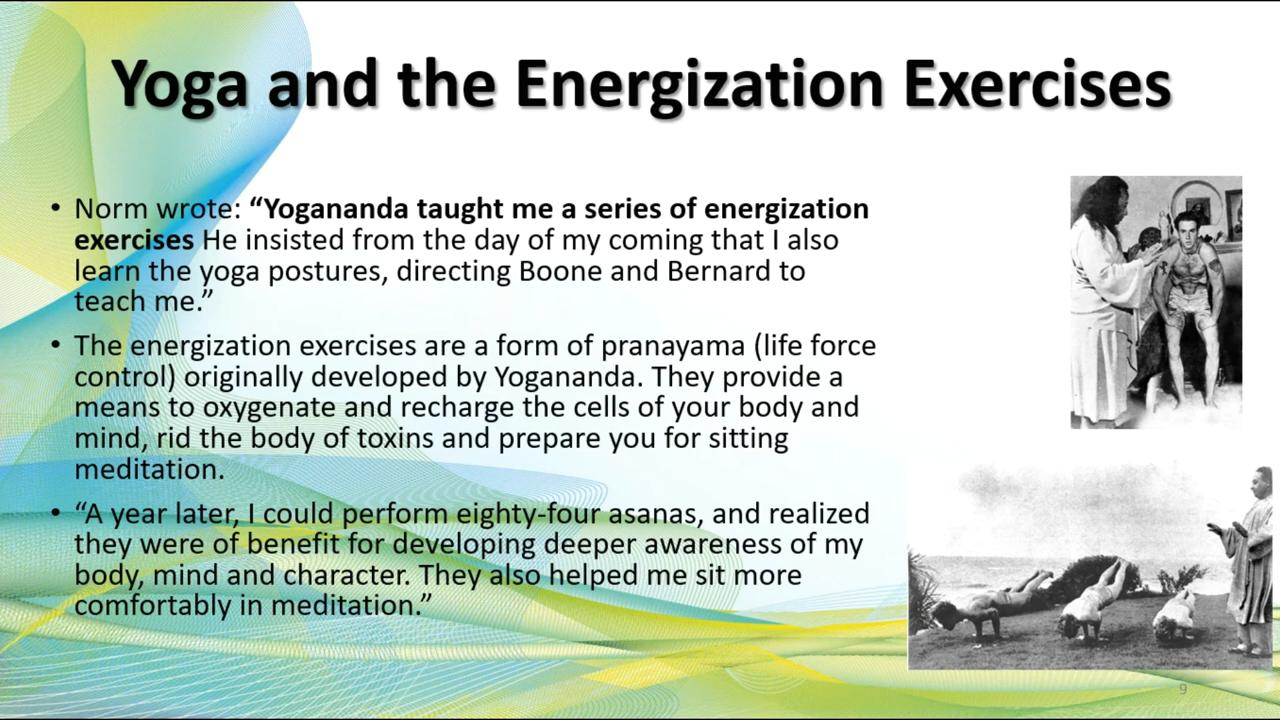 Yoga and the Energization Exercises
• Norm wrote: “Yogananda taught me a series of energization
exercises He insisted from the day of my coming that I also
learn the yoga postures, directing Boone and Bernard to
teach me.”
• The energization exercises are a form of pranayama (life force
control) originally developed by Yogananda. They provide a
means to oxygenate and recharge the cells of your body and
mind, rid the body of toxins and prepare you for sitting
meditation.
• “A year later, I could perform eighty-four asanas, and realized
they were of benefit for developing deeper awareness of my
body, mind and character. They also helped me sit more
comfortably in meditation.”
9